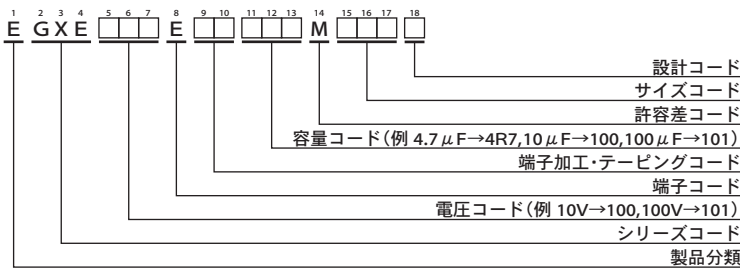 1 2 3 4 5 6 7 8 9 10 11 12 13 14 15 16 17 18
E GXE □□□ E □□ □□□ M □□□ □
設計コード
サイズコード
許容差コード
容量コード（例 4.7μF→4R7,10μF→100,100μF→101）
端子加工・テーピングコード
端子コード
電圧コード（例 10V→100,100V→101）
シリーズコード
製品分類